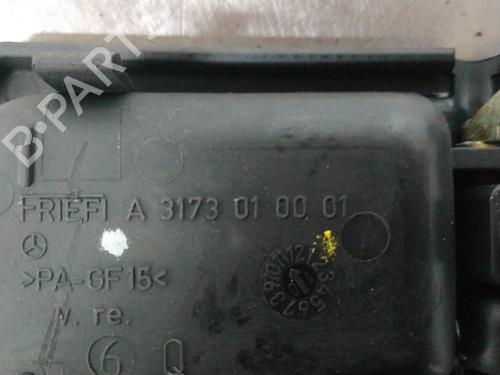 B-PARTS
FRIEFI A 3173 01 00 01
>PA-GF15<
v. re.
6 Q